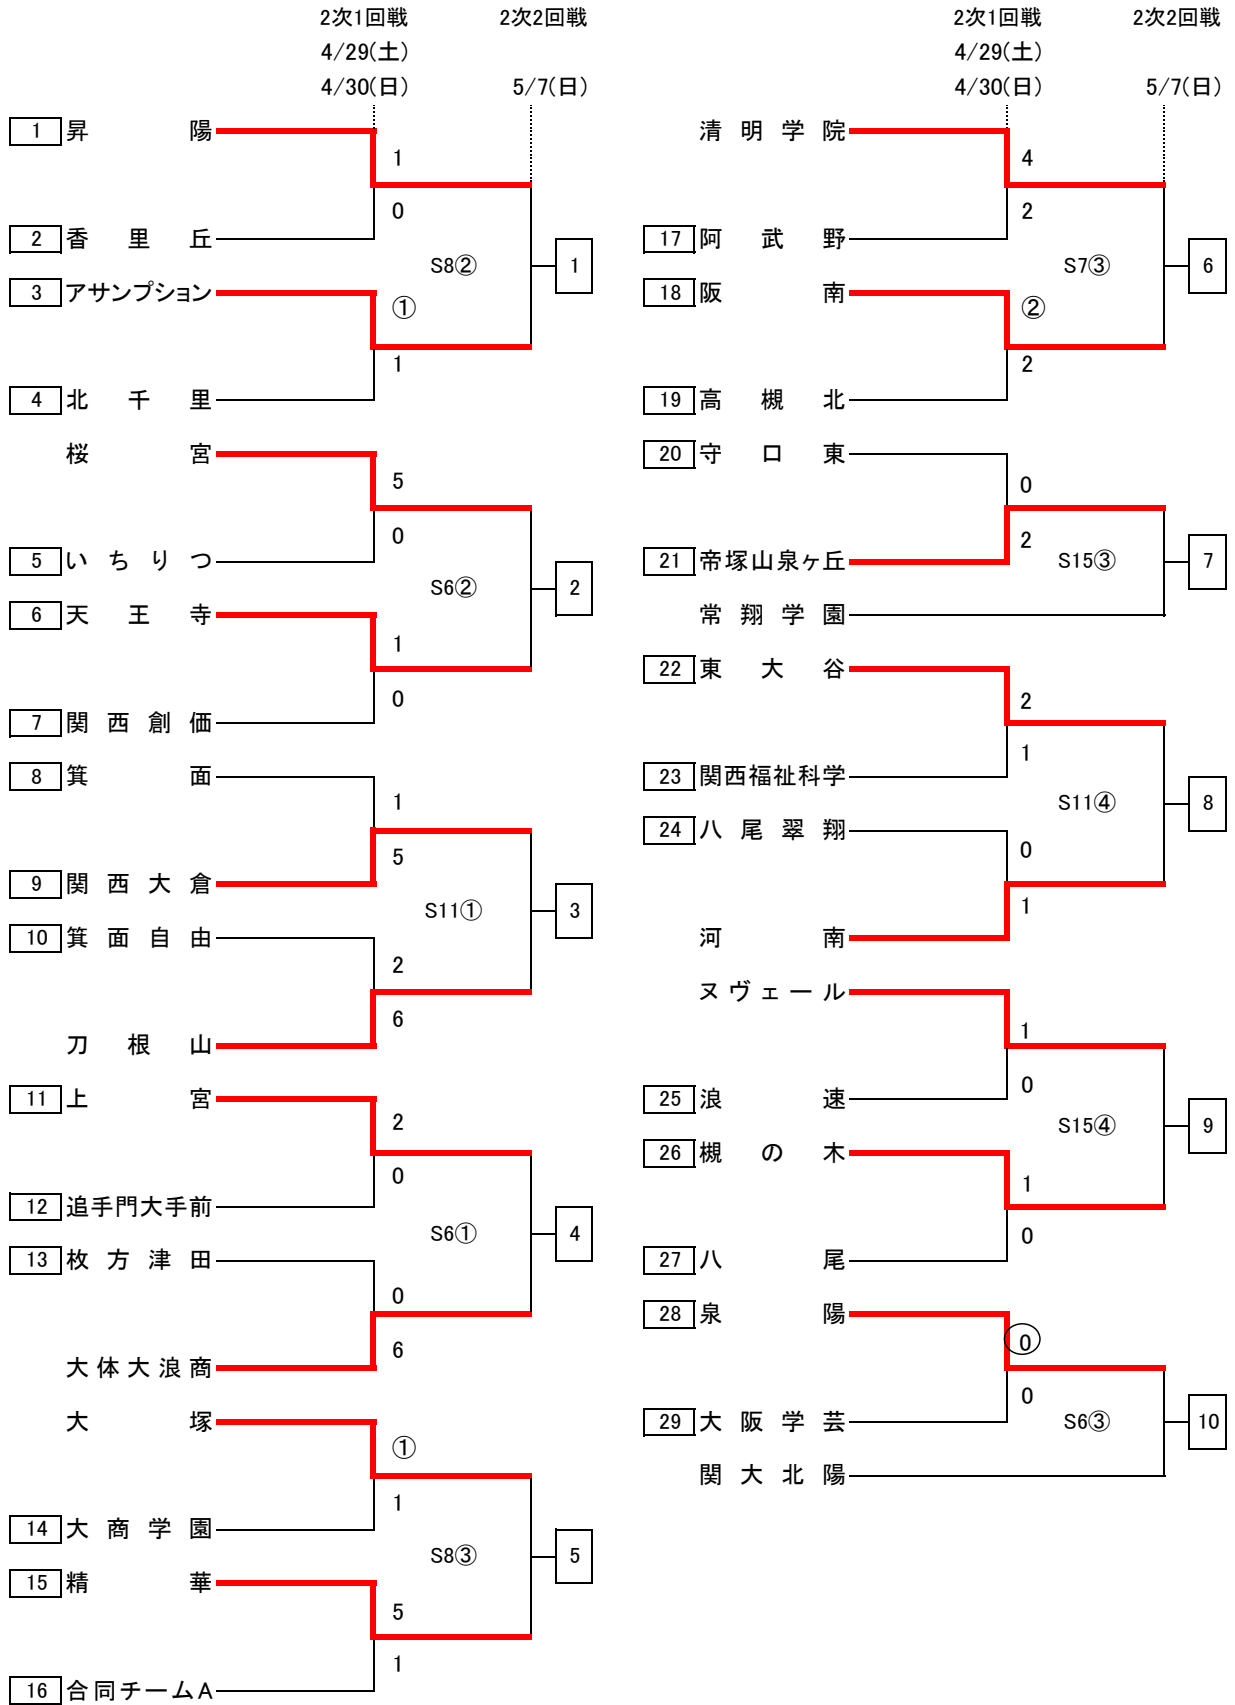 2次1回戦 2次2回戦
4/29(土)
4/30(日) 5/7(日)
1 昇陽
1
0
2 香里丘
S8② 1
3 アサンプション
①
1
4 北千里
桜宮
5
0
5 いちりつ
S6② 2
6 天王寺
1
0
7 関西創価
8 箕面
1
5
9 関西大倉
S11① 3
10 箕面自由
2
6
刀根山
11 上宮
2
0
12 追手門大手前
S6① 4
13 枚方津田
0
6
大体大浪商
大塚
①
1
14 大商学園
S8③ 5
15 精華
5
1
16 合同チームA
2次1回戦 2次2回戦
4/29(土)
4/30(日) 5/7(日)
清明学院
4
2
17 阿武野
S7③ 6
18 阪南
②
2
19 高槻北
20 守口東
0
2
21 帝塚山泉ヶ丘 S15③ 7
常翔学園
22 東大谷
2
1
23 関西福祉科学
S11④ 8
24 八尾翠翔
0
1
河南
ヌヴェール
1
0
25 浪速
S15④ 9
26 槻の木
1
0
27 八尾
28 泉陽
0
0
29 大阪学芸 S6③ 10
関大北陽